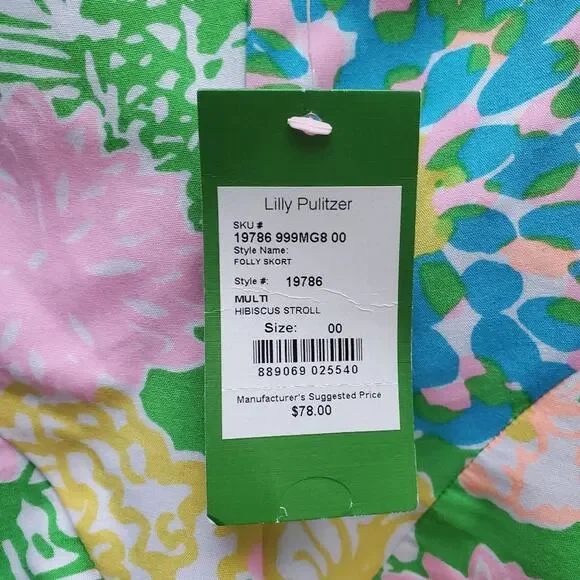 Lilly Pulitzer
SKU #
19786 999MG8 00
Style Name:
FOLLY SKORT
Style #: 19786
MULTI
HIBISCUS STROLL
Size: 00
889069 025540
Manufacturer's Suggested Price
$78.00